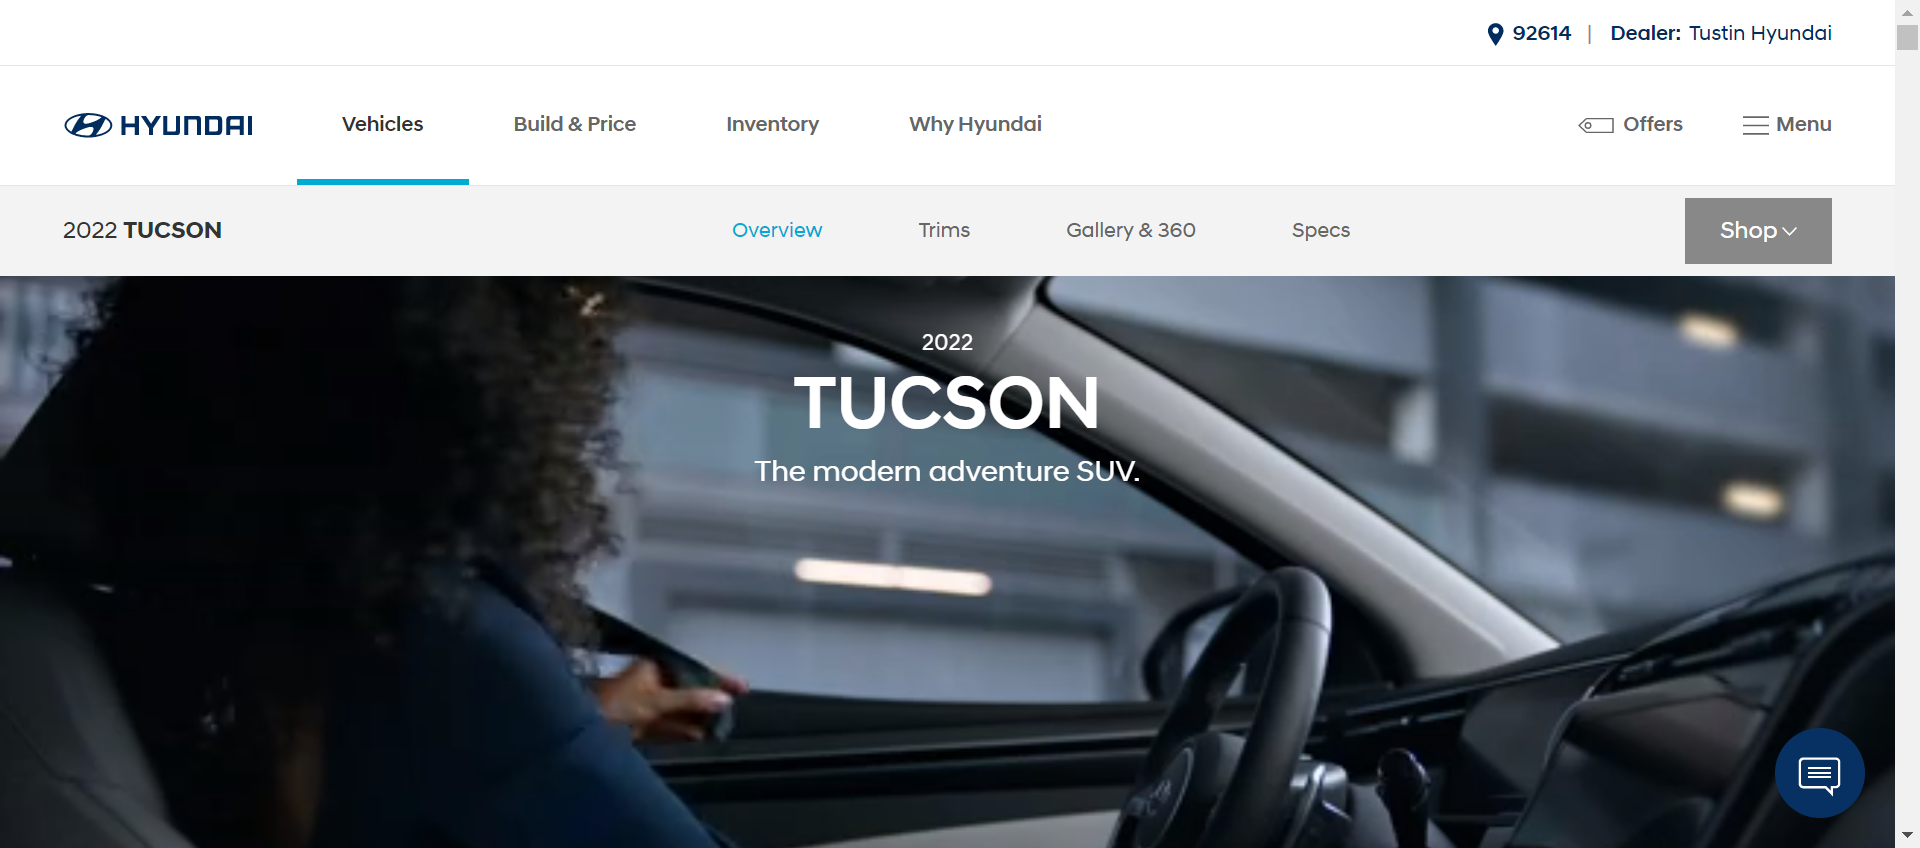 92614 | Dealer: Tustin Hyundai
HYUNDAI
Vehicles
Build & Price
Inventory
Why Hyundai
Offers
Menu
2022 TUCSON
Overview
Trims
Gallery & 360
Specs
Shop
2022
TUCSON
The modern adventure SUV.